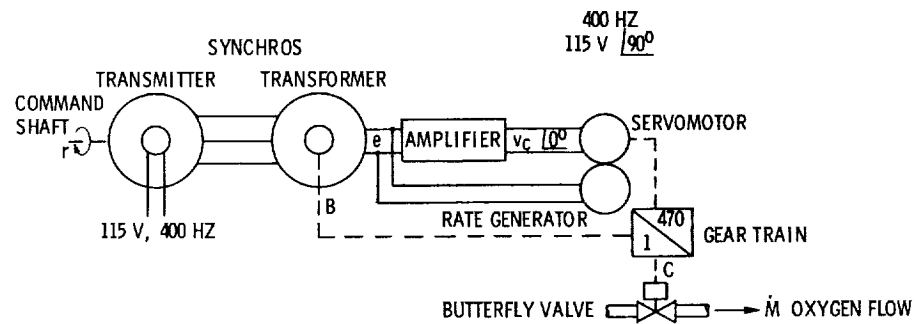 400 HZ
115 V /90°
SYNCHROS
TRANSMITTER
TRANSFORMER
COMMAND
SHAFT
r
e
AMPLIFIER
v_C /0°
SERVOMOTOR
B
RATE GENERATOR
115 V, 400 HZ
470
1
GEAR TRAIN
C
BUTTERFLY VALVE
Ṁ OXYGEN FLOW